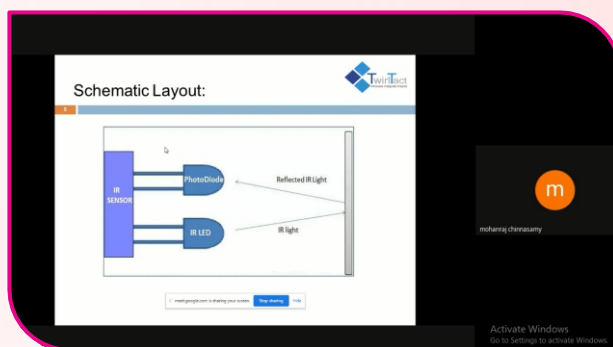 TwinTact
Schematic Layout:
PhotoDiode
Reflected IR Light
IR
SENSOR
IR LED
IR light
meet.google.com is sharing your screen.
Stop sharing
Hide
m
mohanraj chinnasamy
Activate Windows
Go to Settings to activate Windows.